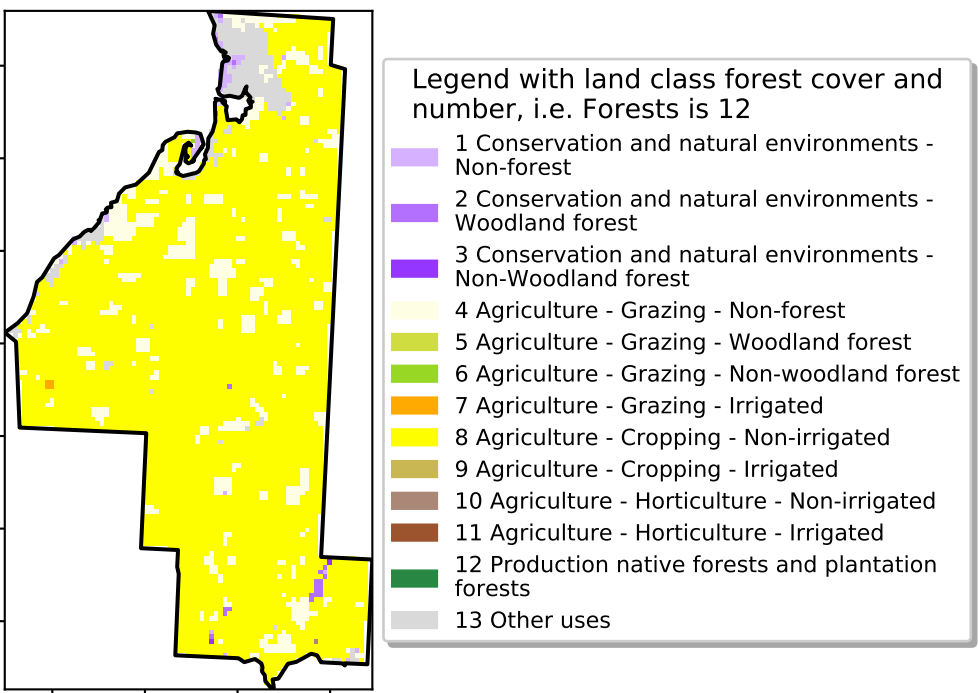 Legend with land class forest cover and
number, i.e. Forests is 12
1 Conservation and natural environments -
Non-forest
2 Conservation and natural environments -
Woodland forest
3 Conservation and natural environments -
Non-Woodland forest
4 Agriculture - Grazing - Non-forest
5 Agriculture - Grazing - Woodland forest
6 Agriculture - Grazing - Non-woodland forest
7 Agriculture - Grazing - Irrigated
8 Agriculture - Cropping - Non-irrigated
9 Agriculture - Cropping - Irrigated
10 Agriculture - Horticulture - Non-irrigated
11 Agriculture - Horticulture - Irrigated
12 Production native forests and plantation
forests
13 Other uses